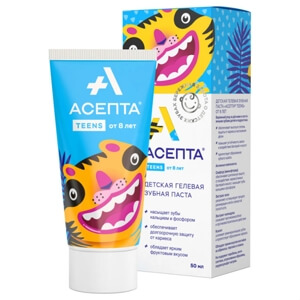 АСЕПТА®
TEENS от 8 лет
АСЕПТА®
TEENS от 8 лет
ДЕТСКАЯ ГЕЛЕВАЯ
ЗУБНАЯ ПАСТА
насыщает зубы
кальцием и фосфором
обеспечивает
долгосрочную защиту от
кариеса
обладает ярким
фруктовым вкусом
50 мл